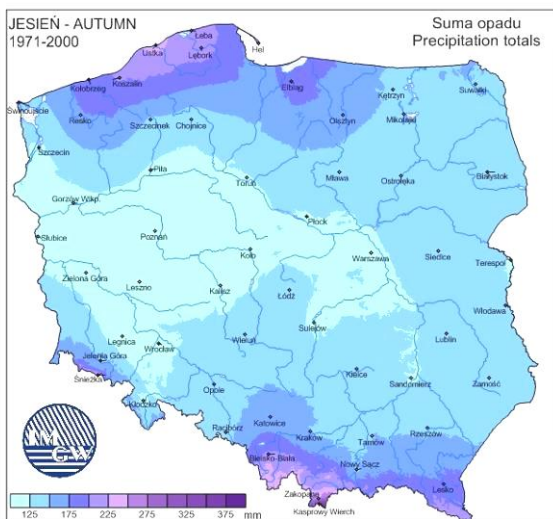 JESIEŃ - AUTUMN
1971-2000
Suma opadu
Precipitation totals
Łeba
Hel
Ustka
Lębork
Koszalin
Kołobrzeg
Elbląg
Kętrzyn
Suwałki
Świnoujście
Resko
Szczecinek
Chojnice
Olsztyn
Mikołajki
Szczecin
Piła
Toruń
Mława
Ostrołęka
Białystok
Gorzów Wlkp.
Płock
Słubice
Poznań
Koło
Warszawa
Siedlce
Terespol
Zielona Góra
Leszno
Kalisz
Łódź
Włodawa
Legnica
Wrocław
Wieluń
Sulejów
Lublin
Jelenia Góra
Śnieżka
Opole
Kielce
Sandomierz
Zamość
Kłodzko
Racibórz
Katowice
Kraków
Tarnów
Rzeszów
Bielsko-Biała
Nowy Sącz
Lesko
Zakopane
Kasprowy Wierch
IM
GW
125 175 225 275 325 375 mm